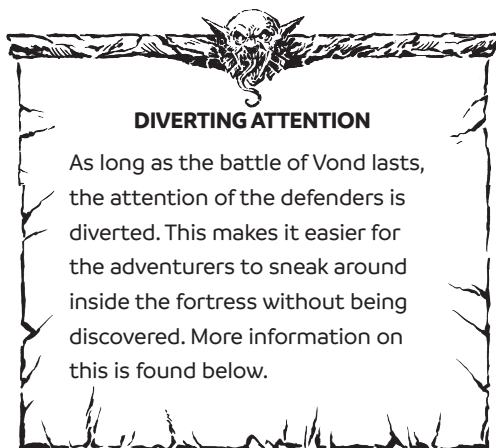 DIVERTING ATTENTION
As long as the battle of Vond lasts,
the attention of the defenders is
diverted. This makes it easier for
the adventurers to sneak around
inside the fortress without being
discovered. More information on
this is found below.